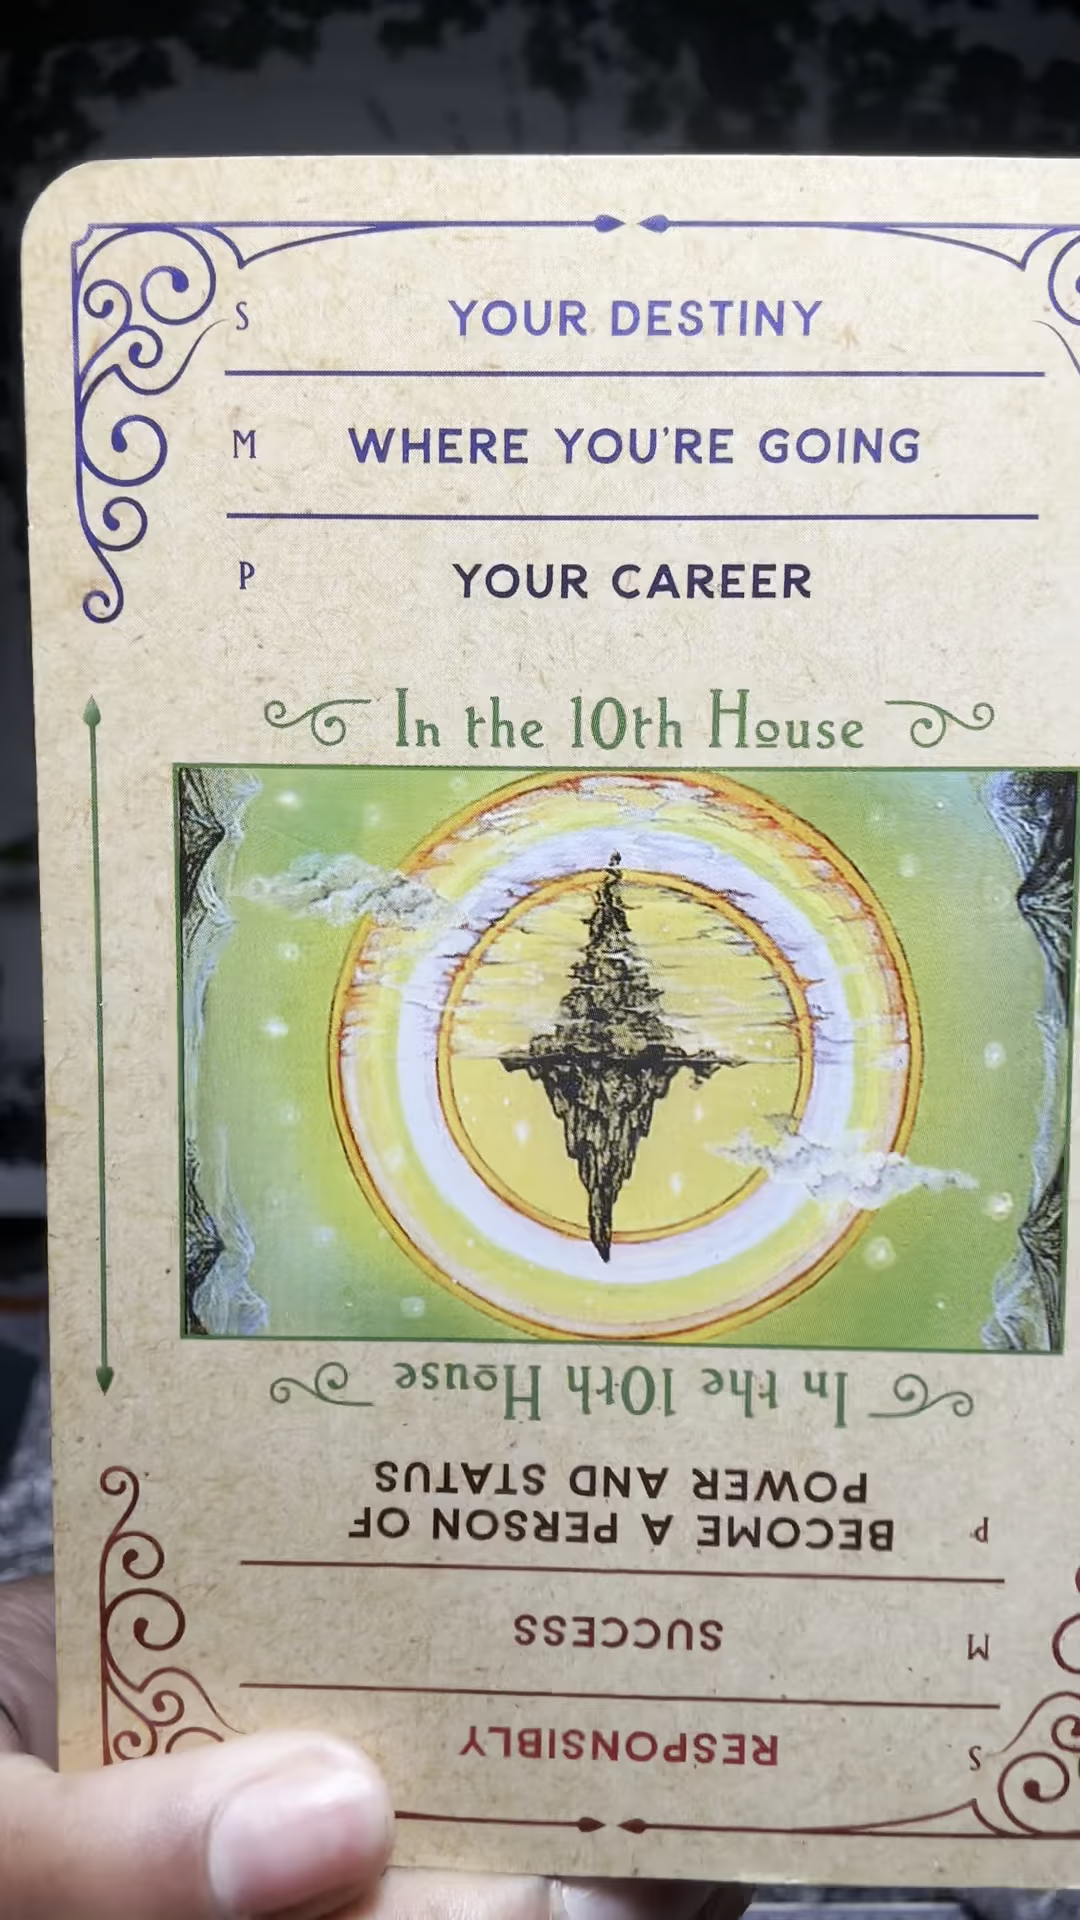 S YOUR DESTINY
M WHERE YOU'RE GOING
P YOUR CAREER
In the 10th House
In the 10th House
POWER AND STATUS
BECOME A PERSON OF P
SUCCESS M
RESPONSIBLY S